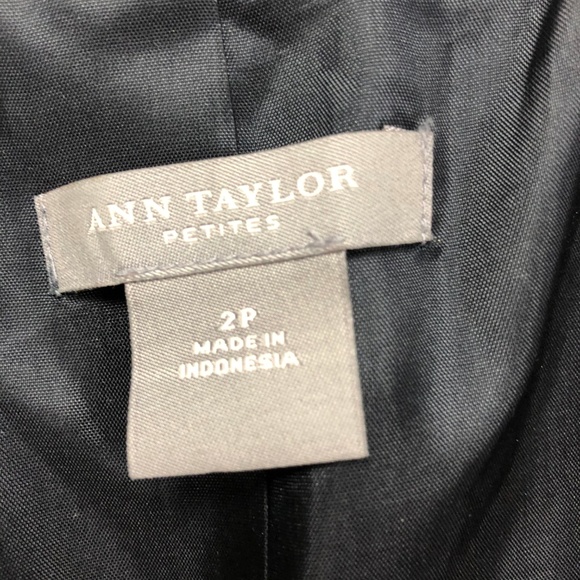 ANN TAYLOR
PETITES
2P
MADE IN
INDONESIA